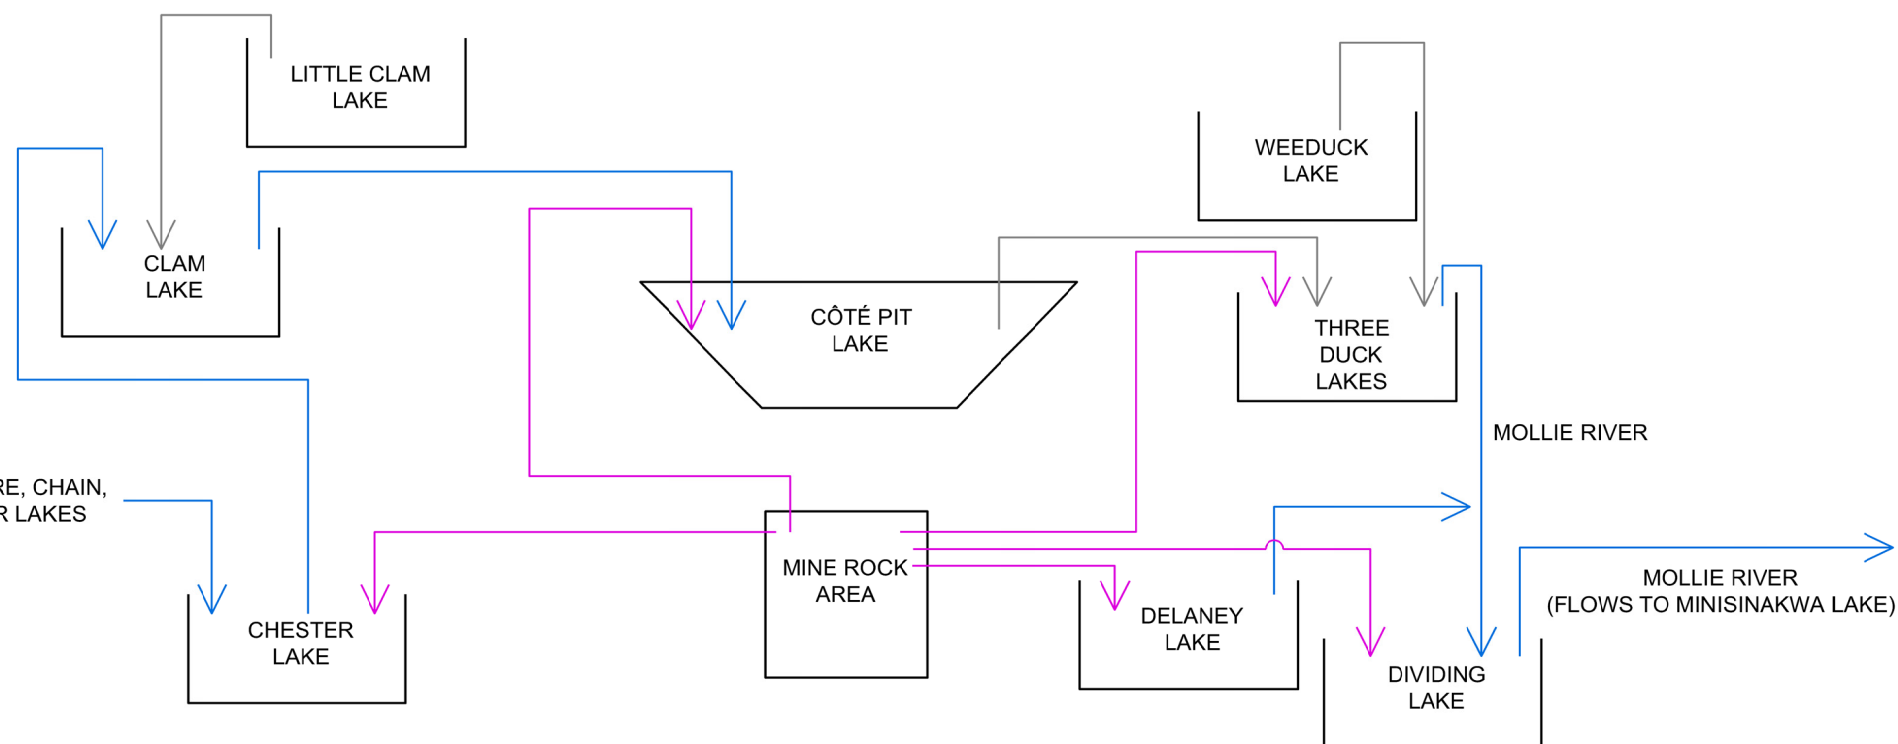 LITTLE CLAM
LAKE
WEEDUCK
LAKE
CLAM
LAKE
CÔTÉ PIT
LAKE
THREE
DUCK
LAKES
MOLLIE RIVER
CHAIN,
LAKES
MINE ROCK
AREA
MOLLIE RIVER
(FLOWS TO MINISINAKWA LAKE)
DELANEY
LAKE
CHESTER
LAKE
DIVIDING
LAKE